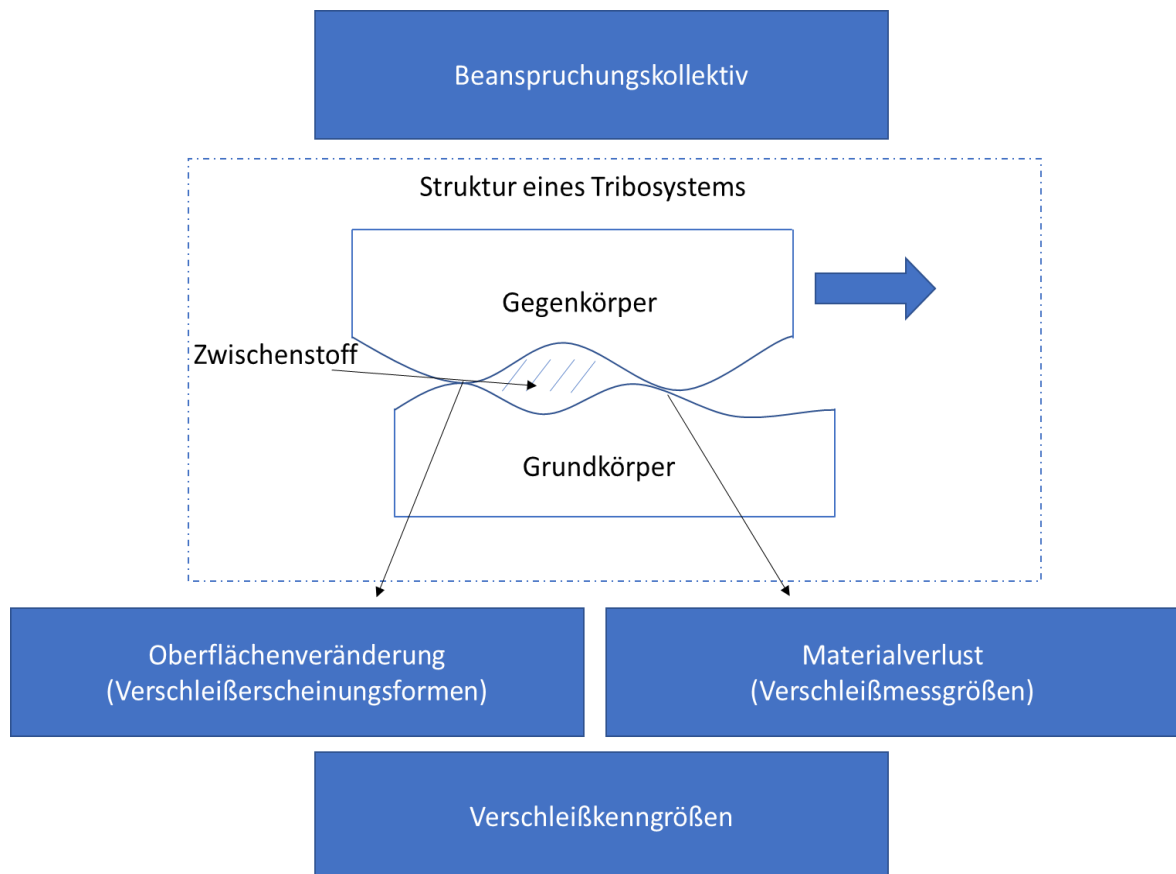 Beanspruchungskollektiv
Struktur eines Tribosystems
Gegenkörper
Zwischenstoff
Grundkörper
Oberflächenveränderung
(Verschleißerscheinungsformen)
Materialverlust
(Verschleißmessgrößen)
Verschleißkenngrößen